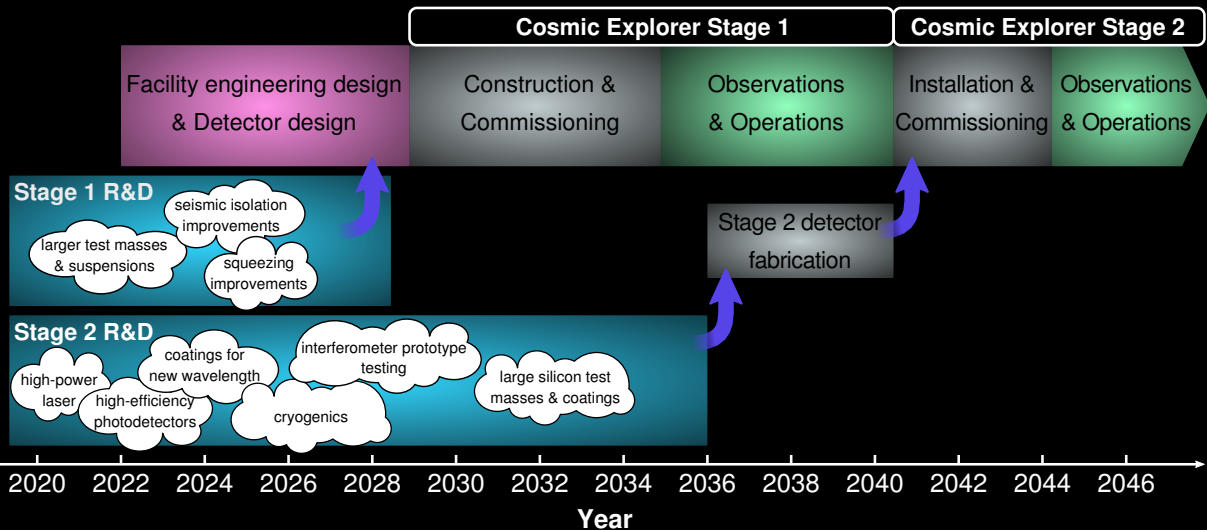 Cosmic Explorer Stage 1
Cosmic Explorer Stage 2
Facility engineering design
& Detector design
Construction &
Commissioning
Observations
& Operations
Installation &
Commissioning
Observations
& Operations
Stage 1 R&D
seismic isolation
improvements
larger test masses
& suspensions
squeezing
improvements
Stage 2 detector
fabrication
Stage 2 R&D
high-power
laser
high-efficiency
photodetectors
coatings for
new wavelength
cryogenics
interferometer prototype
testing
large silicon test
masses & coatings
2020 2022 2024 2026 2028 2030 2032 2034 2036 2038 2040 2042 2044 2046
Year